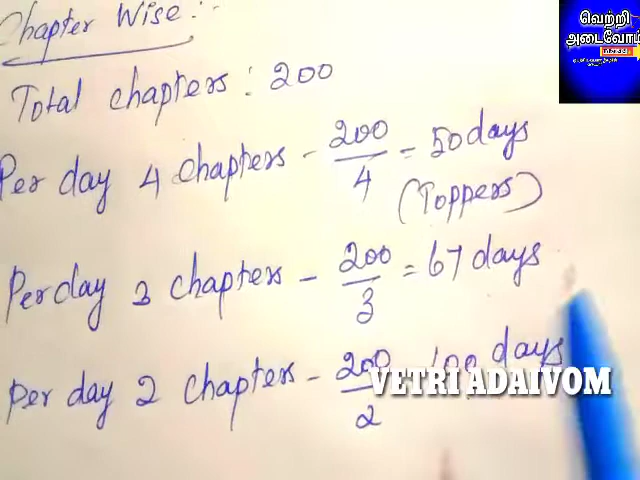 Chapter Wise :-
Total chapters : 200
Per day 4 chapters - 200/4 = 50 days
(Toppers)
Per day 3 chapters - 200/3 = 67 days
Per day 2 chapters - 200/2 100 days
VETRI ADAIVOM
வெற்றி
அடைவோம்